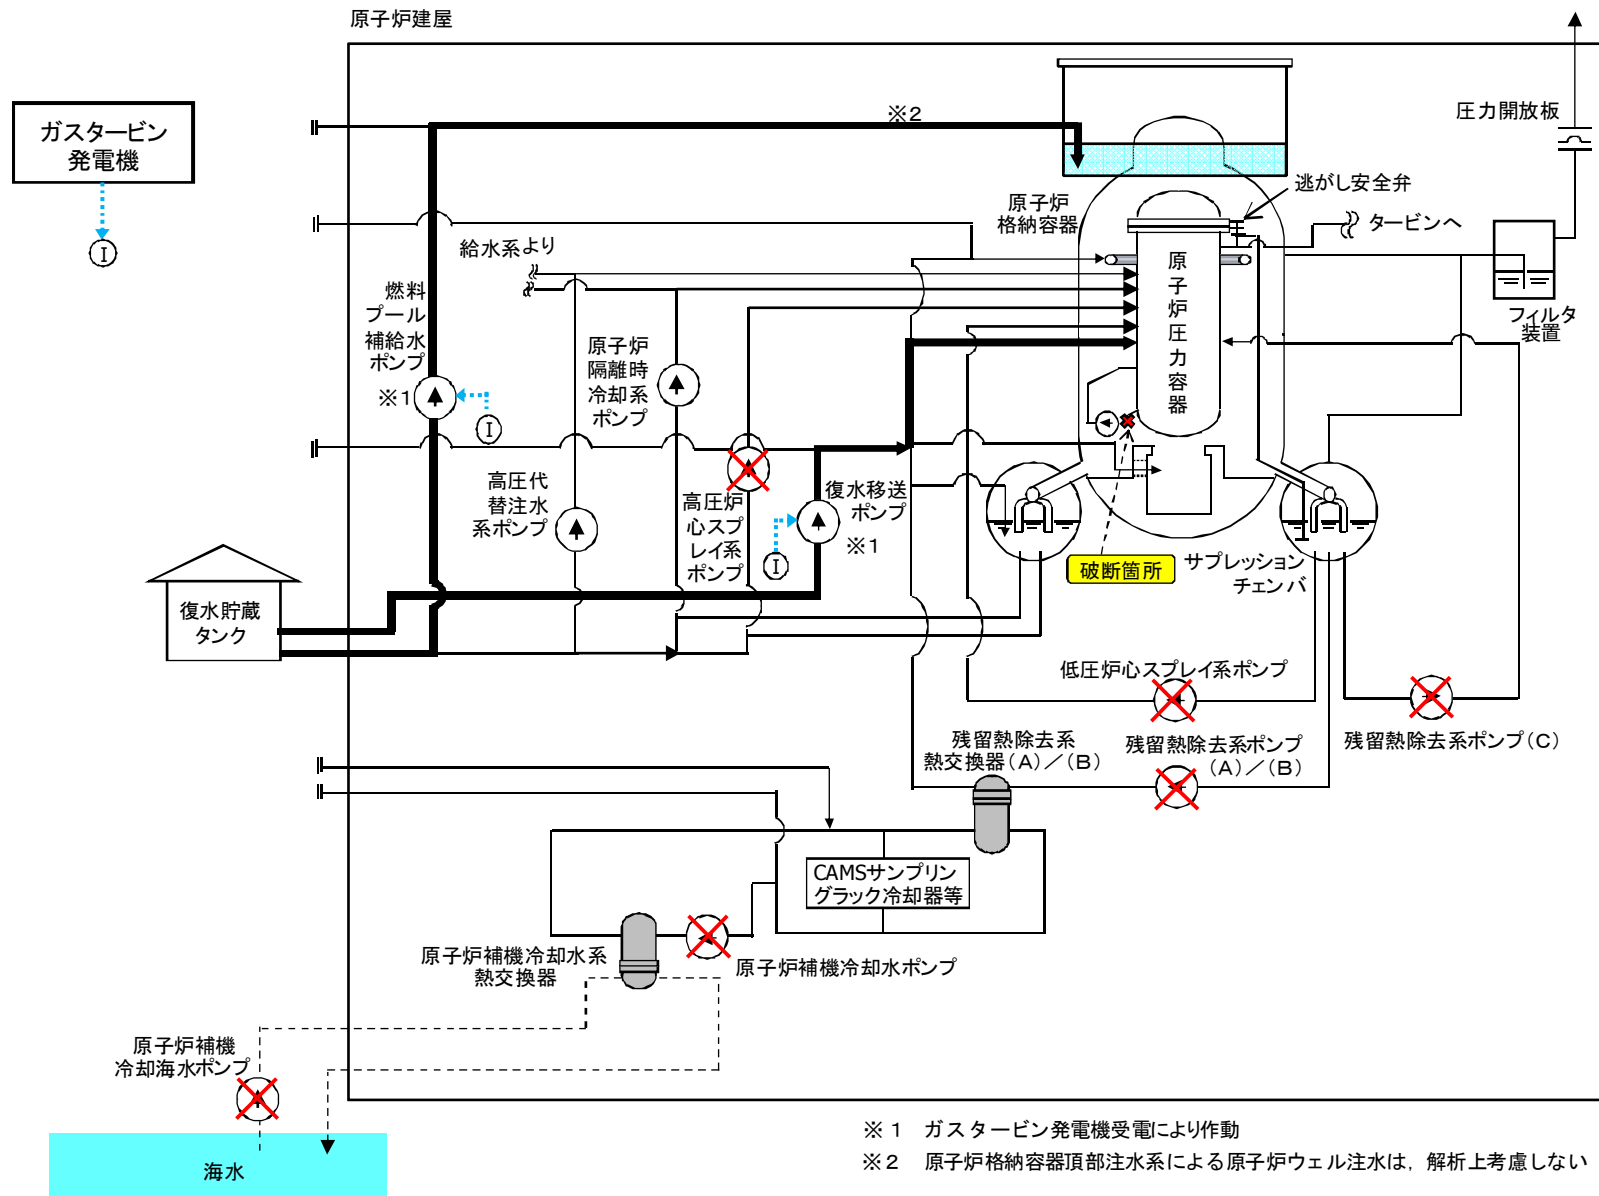 原子炉建屋
ガスタービン
発電機
I
※2
圧力開放板
逃がし安全弁
原子炉
格納容器
タービンへ
給水系より
原子炉圧力容器
フィルタ
装置
燃料
プール
補給水
ポンプ
※1
I
原子炉
隔離時
冷却系
ポンプ
高圧代
替注水
系ポンプ
高圧炉
心スプ
レイ系
ポンプ
復水移送
ポンプ
※1
I
破断箇所
サプレッション
チェンバ
復水貯蔵
タンク
低圧炉心スプレイ系ポンプ
残留熱除去系
熱交換器(A)/(B)
残留熱除去系ポンプ
(A)/(B)
残留熱除去系ポンプ(C)
CAMSサンプリン
グラック冷却器等
原子炉補機冷却水系
熱交換器
原子炉補機冷却水ポンプ
原子炉補機
冷却海水ポンプ
海水
※1 ガスタービン発電機受電により作動
※2 原子炉格納容器頂部注水系による原子炉ウェル注水は，解析上考慮しない